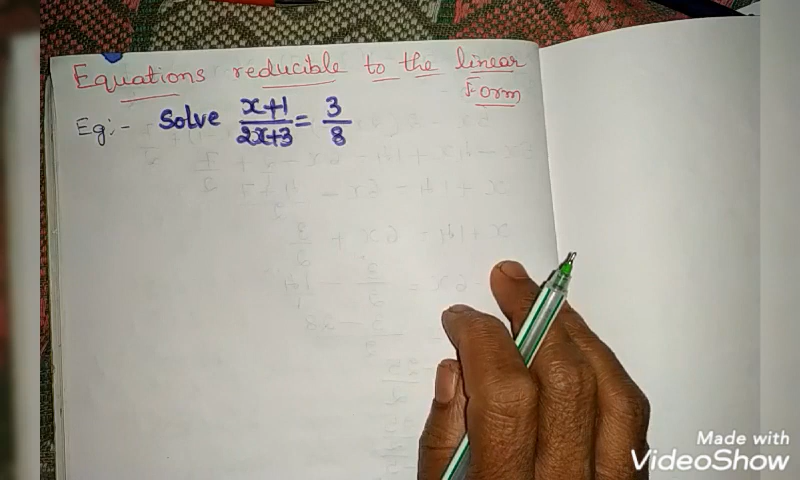 Equations reducible to the linear
Form
Eg:- Solve x+1/2x+3 = 3/8
Made with
VideoShow